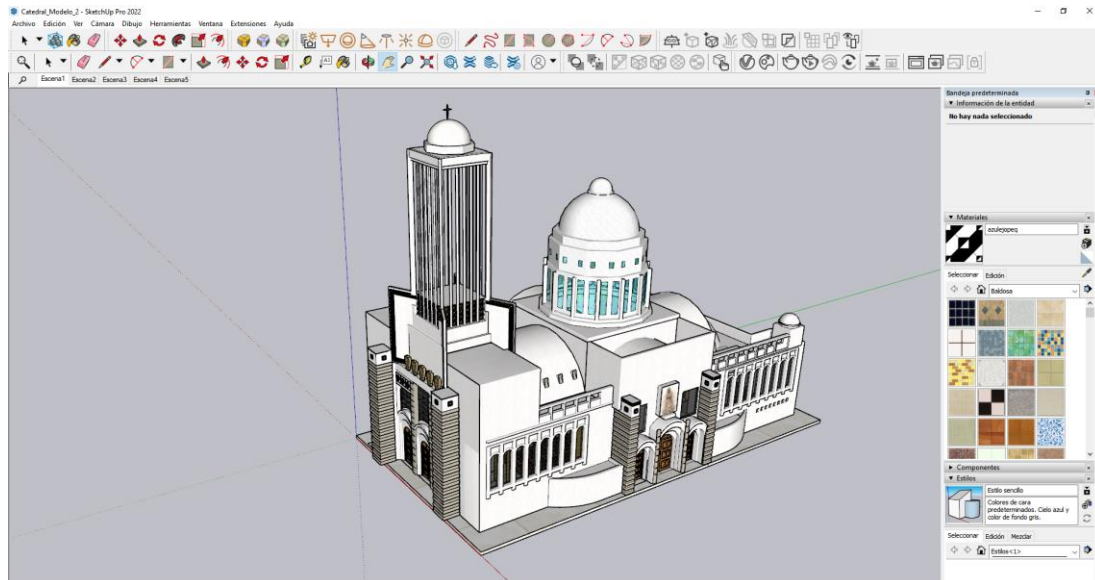 Catedral_Modelo_2 - SketchUp Pro 2022
Archivo Edición Ver Cámara Dibujo Herramientas Ventana Extensiones Ayuda
Escena1 Escena2 Escena3 Escena4 Escena5
Bandeja predeterminada
Información de la entidad
No hay nada seleccionado
Materiales
azulejopeq
Seleccionar Edición
Baldosa
Componentes
Estilos
Estilo sencillo
Colores de cara
predeterminados. Cielo azul y
color de fondo gris.
Seleccionar Edición Mezclar
Estilos<1>